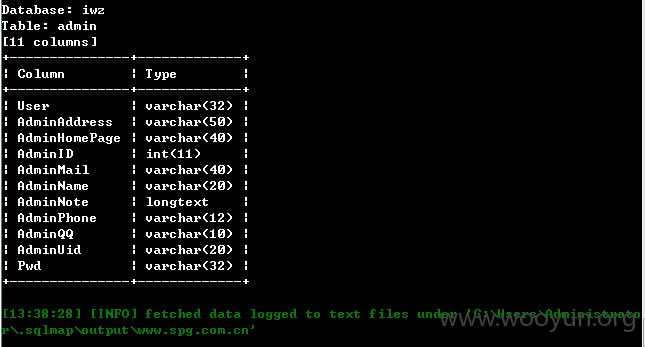 Database: iwz
Table: admin
[11 columns]
+---------------+-------------+
| Column        | Type        |
+---------------+-------------+
| User          | varchar(32) |
| AdminAddress  | varchar(50) |
| AdminHomePage | varchar(40) |
| AdminID       | int(11)     |
| AdminMail     | varchar(40) |
| AdminName     | varchar(20) |
| AdminNote     | longtext    |
| AdminPhone    | varchar(12) |
| AdminQQ       | varchar(10) |
| AdminUid      | varchar(20) |
| Pwd           | varchar(32) |
+---------------+-------------+
[13:38:28] [INFO] fetched data logged to text files under 'C:\Users\Administrato
r\.sqlmap\output\www.spg.com.cn'
www.wooyun.org